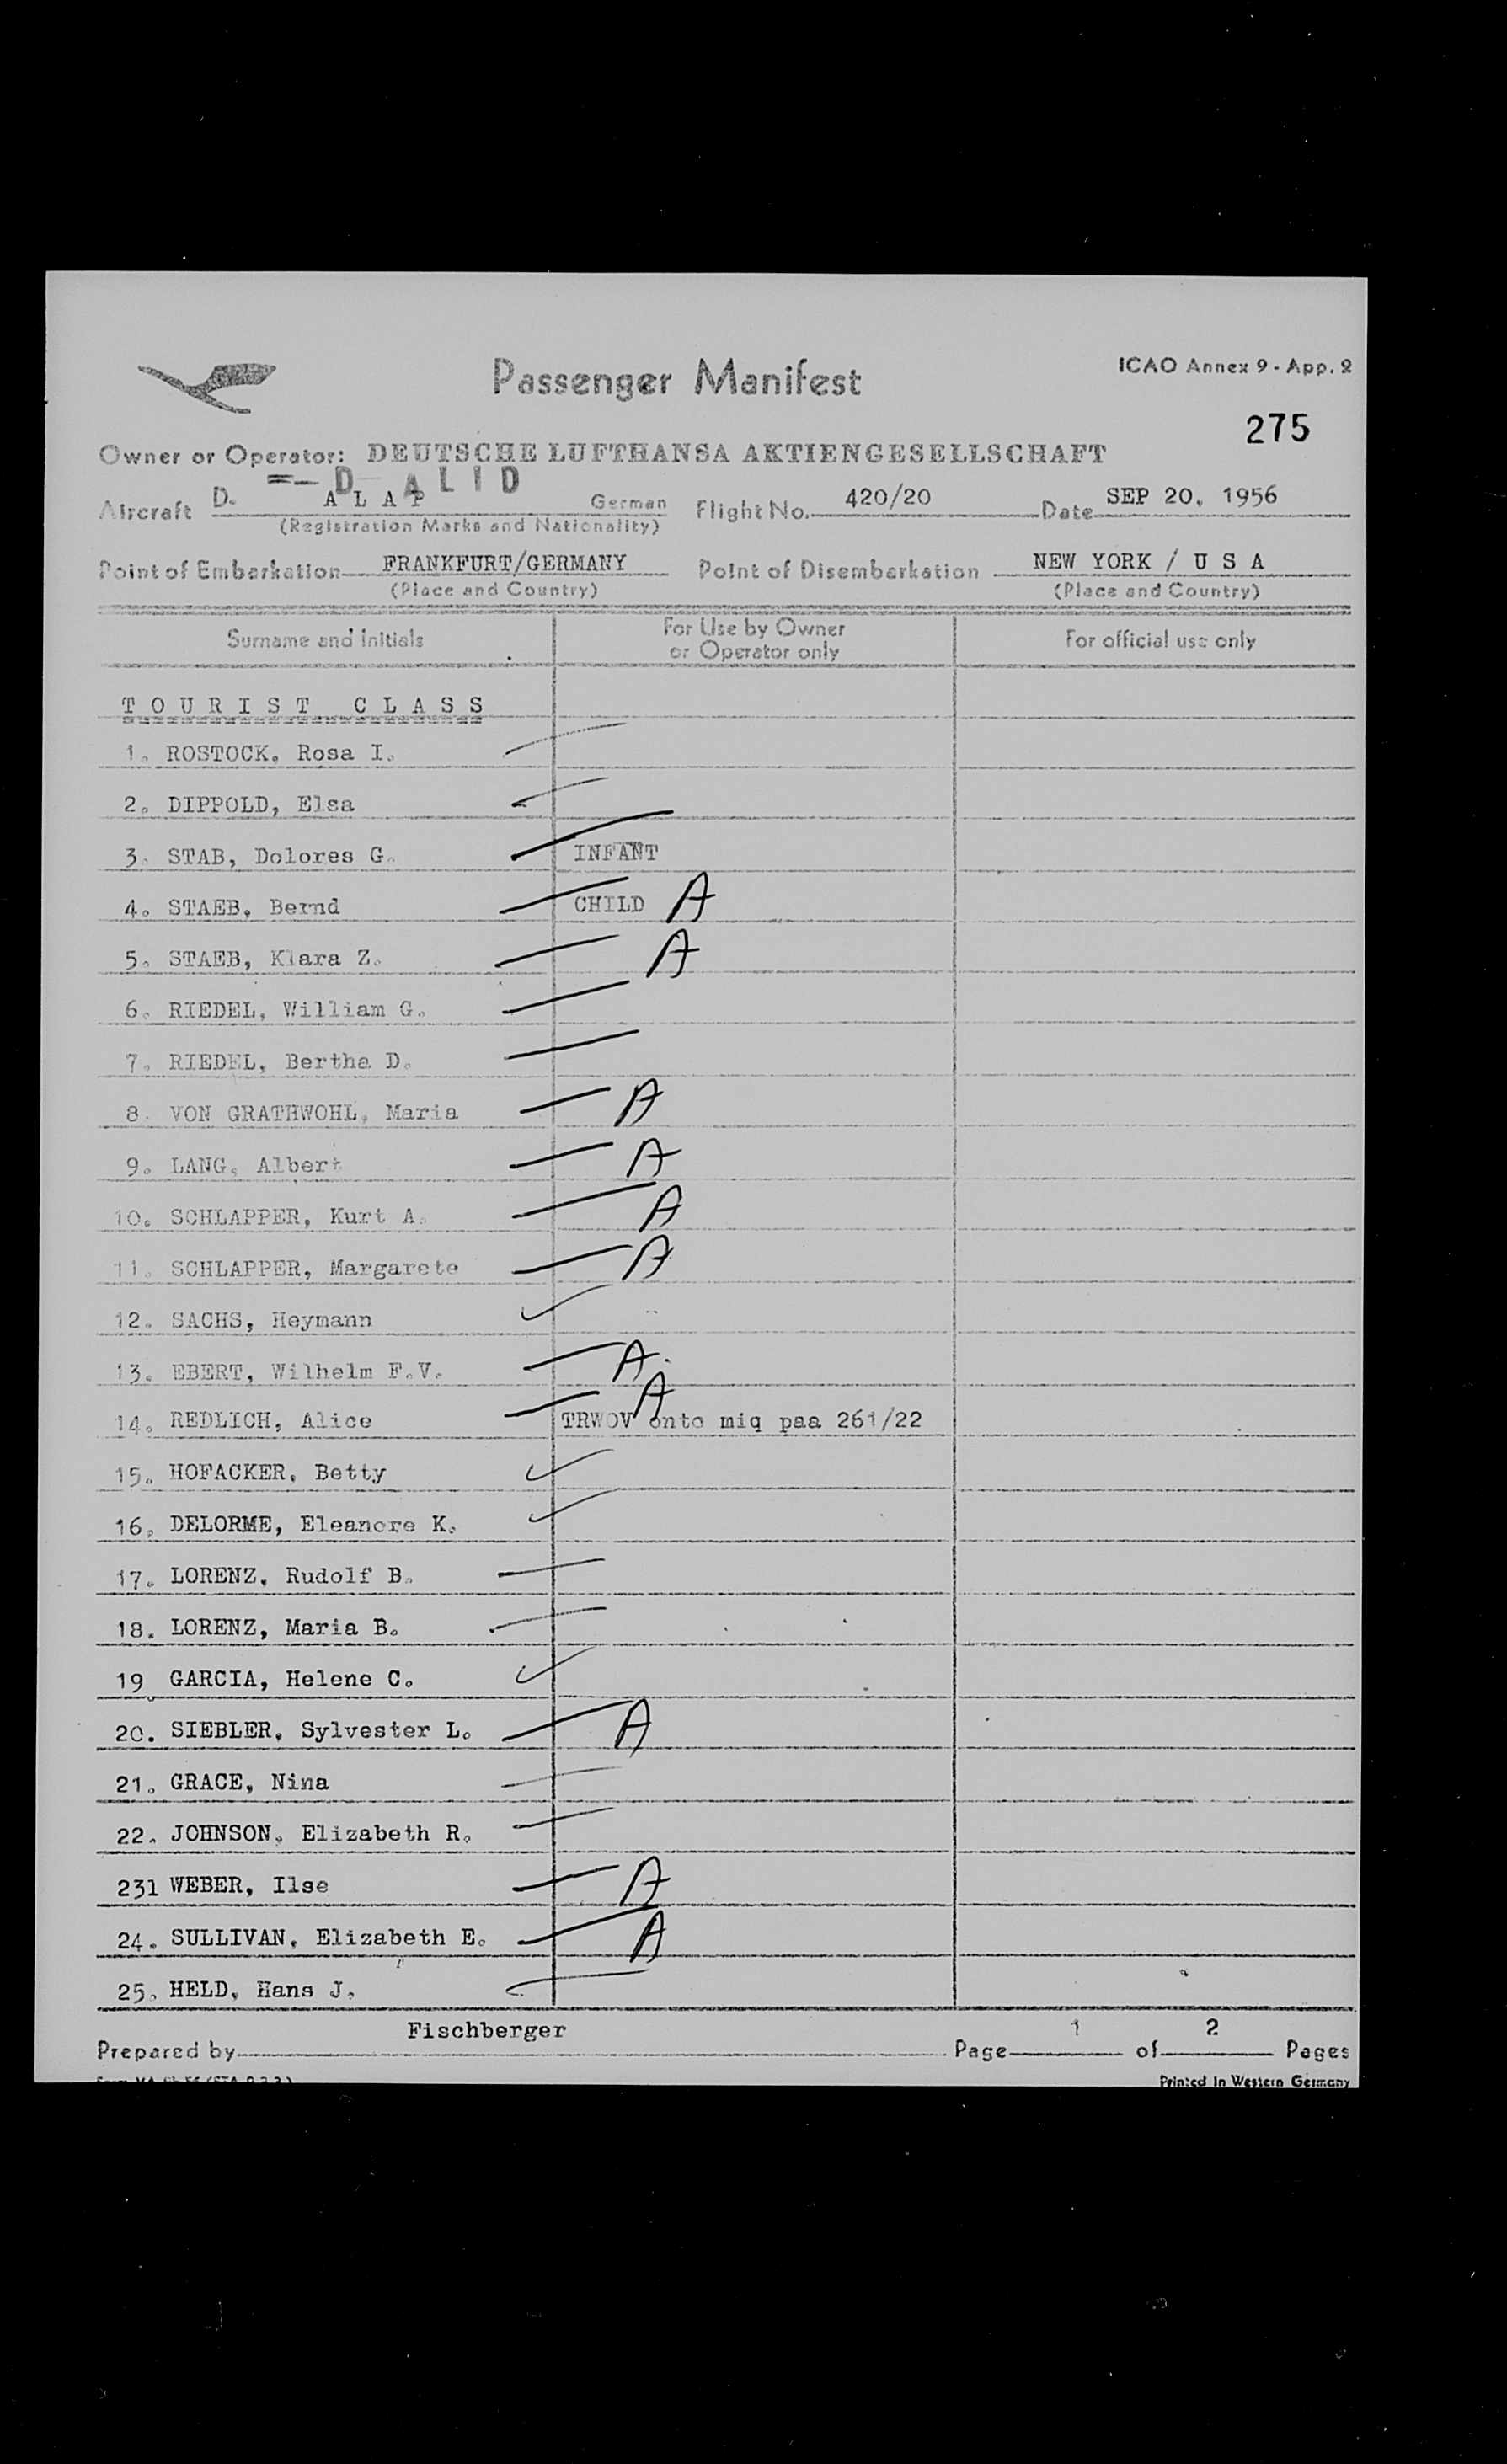 Passenger Manifest
ICAO Annex 9 - App. 2
275
Owner or Operator: DEUTSCHE LUFTHANSA AKTIENGESELLSCHAFT
=- D ALID
Aircraft D- A L A P German Flight No. 420/20 Date SEP 20, 1956
(Registration Marks and Nationality)
Point of Embarkation FRANKFURT/GERMANY Point of Disembarkation NEW YORK / U S A
(Place and Country) (Place and Country)
Surname and Initials For Use by Owner or Operator only For official use only
T O U R I S T C L A S S
1. ROSTOCK, Rosa I.
2. DIPPOLD, Elsa
3. STAB, Dolores G. INFANT
4. STAEB, Bernd CHILD A
5. STAEB, Klara Z. A
6. RIEDEL, William G.
7. RIEDEL, Bertha D.
8. VON GRATHWOHL, Maria A
9. LANG, Albert A
10. SCHLAPPER, Kurt A. A
11. SCHLAPPER, Margarete A
12. SACHS, Heymann
13. EBERT, Wilhelm F.V. A
14. REDLICH, Alice A TRWOV onto miq paa 261/22
15. HOFACKER, Betty
16. DELORME, Eleanore K.
17. LORENZ, Rudolf B.
18. LORENZ, Maria B.
19 GARCIA, Helene C.
20. SIEBLER, Sylvester L. A
21. GRACE, Nina
22. JOHNSON, Elizabeth R.
231 WEBER, Ilse A
24. SULLIVAN, Elizabeth E. A
25. HELD, Hans J.
Fischberger
Prepared by Page 1 of 2 Pages
Printed in Western Germany